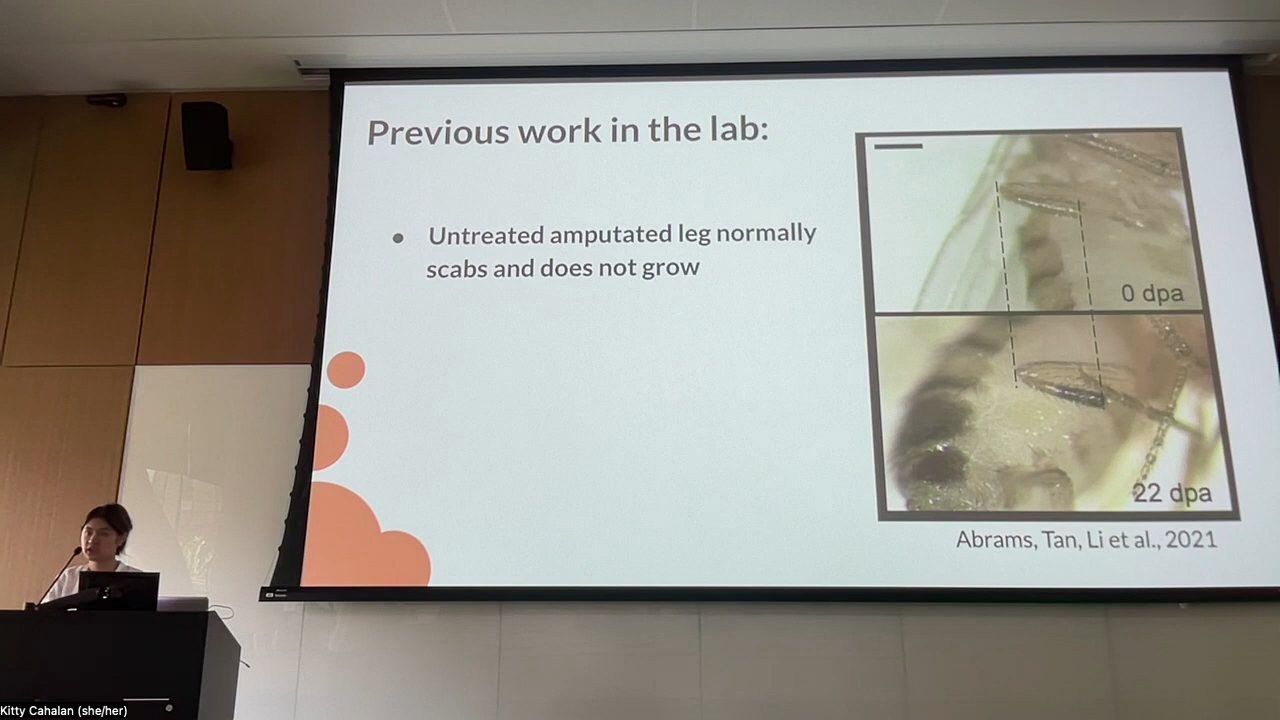 Previous work in the lab:
● Untreated amputated leg normally
scabs and does not grow
0 dpa
22 dpa
Abrams, Tan, Li et al., 2021
Kitty Cahalan (she/her)